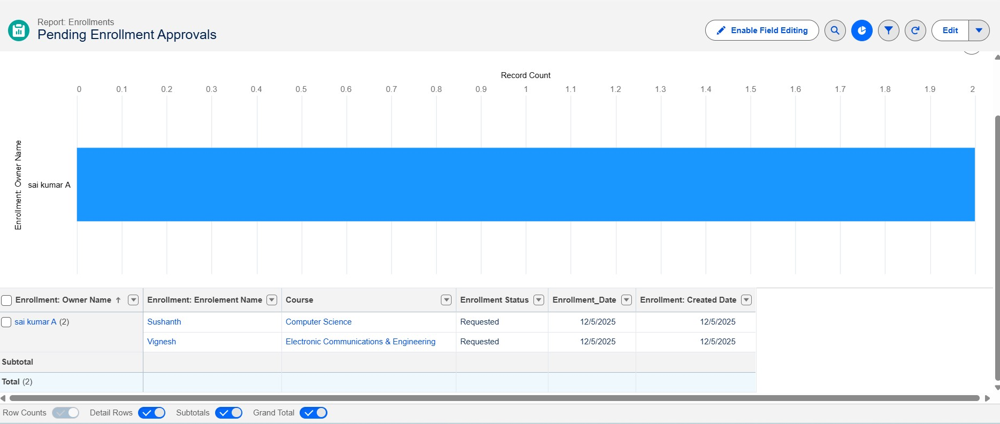 Report: Enrollments
Pending Enrollment Approvals
Enable Field Editing
Edit
Record Count
0 0.1 0.2 0.3 0.4 0.5 0.6 0.7 0.8 0.9 1 1.1 1.2 1.3 1.4 1.5 1.6 1.7 1.8 1.9 2
Enrollment: Owner Name
sai kumar A
Enrollment: Owner Name Enrollment: Enrolement Name Course Enrollment Status Enrollment_Date Enrollment: Created Date
sai kumar A (2) Sushanth Computer Science Requested 12/5/2025 12/5/2025
Vignesh Electronic Communications & Engineering Requested 12/5/2025 12/5/2025
Subtotal
Total (2)
Row Counts Detail Rows Subtotals Grand Total